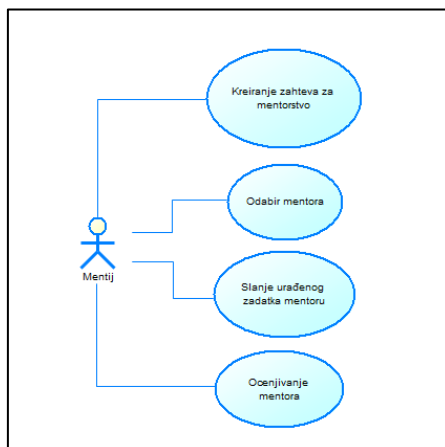 Kreiranje zahteva za
mentorstvo
Odabir mentora
Mentij
Slanje urađenog
zadatka mentoru
Ocenjivanje
mentora